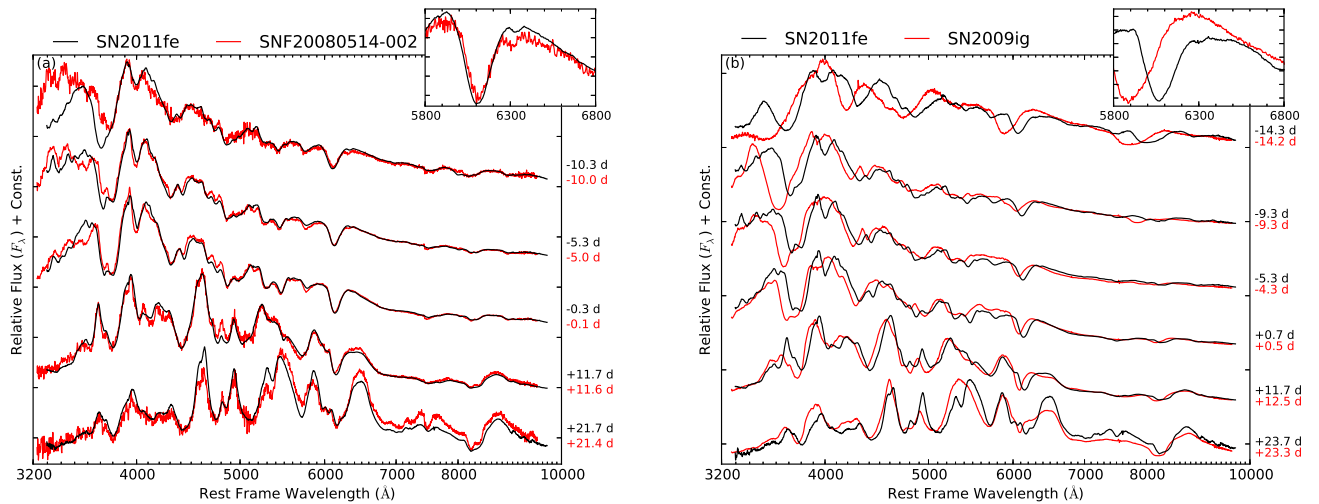 SN2011fe SNF20080514-002
5800 6300 6800
(a)
-10.3 d
-10.0 d
-5.3 d
-5.0 d
-0.3 d
-0.1 d
+11.7 d
+11.6 d
+21.7 d
+21.4 d
Relative Flux (Fλ) + Const.
3200 4000 5000 6000 7000 8000 10000
Rest Frame Wavelength (Å)
SN2011fe SN2009ig
5800 6300 6800
(b)
-14.3 d
-14.2 d
-9.3 d
-9.3 d
-5.3 d
-4.3 d
+0.7 d
+0.5 d
+11.7 d
+12.5 d
+23.7 d
+23.3 d
Relative Flux (Fλ) + Const.
3200 4000 5000 6000 7000 8000 10000
Rest Frame Wavelength (Å)